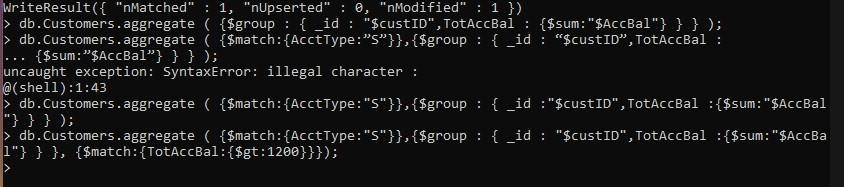 WriteResult({ "nMatched" : 1, "nUpserted" : 0, "nModified" : 1 })
> db.Customers.aggregate ( {$group : { _id : "$custID",TotAccBal : {$sum:"$AccBal"} } } );
> db.Customers.aggregate ( {$match:{AcctType:”S”}},{$group : { _id : “$custID”,TotAccBal :
... {$sum:”$AccBal”} } } );
uncaught exception: SyntaxError: illegal character :
@(shell):1:43
> db.Customers.aggregate ( {$match:{AcctType:"S"}},{$group : { _id :"$custID",TotAccBal :{$sum:"$AccBal
"} } } );
> db.Customers.aggregate ( {$match:{AcctType:"S"}},{$group : { _id : "$custID",TotAccBal :{$sum:"$AccBa
l"} } }, {$match:{TotAccBal:{$gt:1200}}});
>